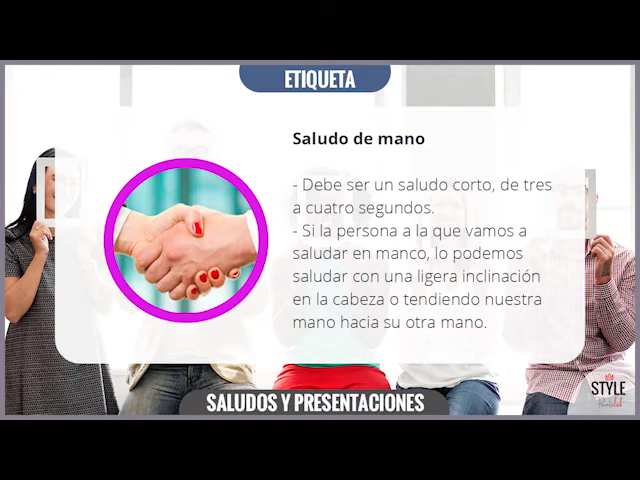 ETIQUETA
Saludo de mano
- Debe ser un saludo corto, de tres
a cuatro segundos.
- Si la persona a la que vamos a
saludar en manco, lo podemos
saludar con una ligera inclinación
en la cabeza o tendiendo nuestra
mano hacia su otra mano.
SALUDOS Y PRESENTACIONES
STYLE